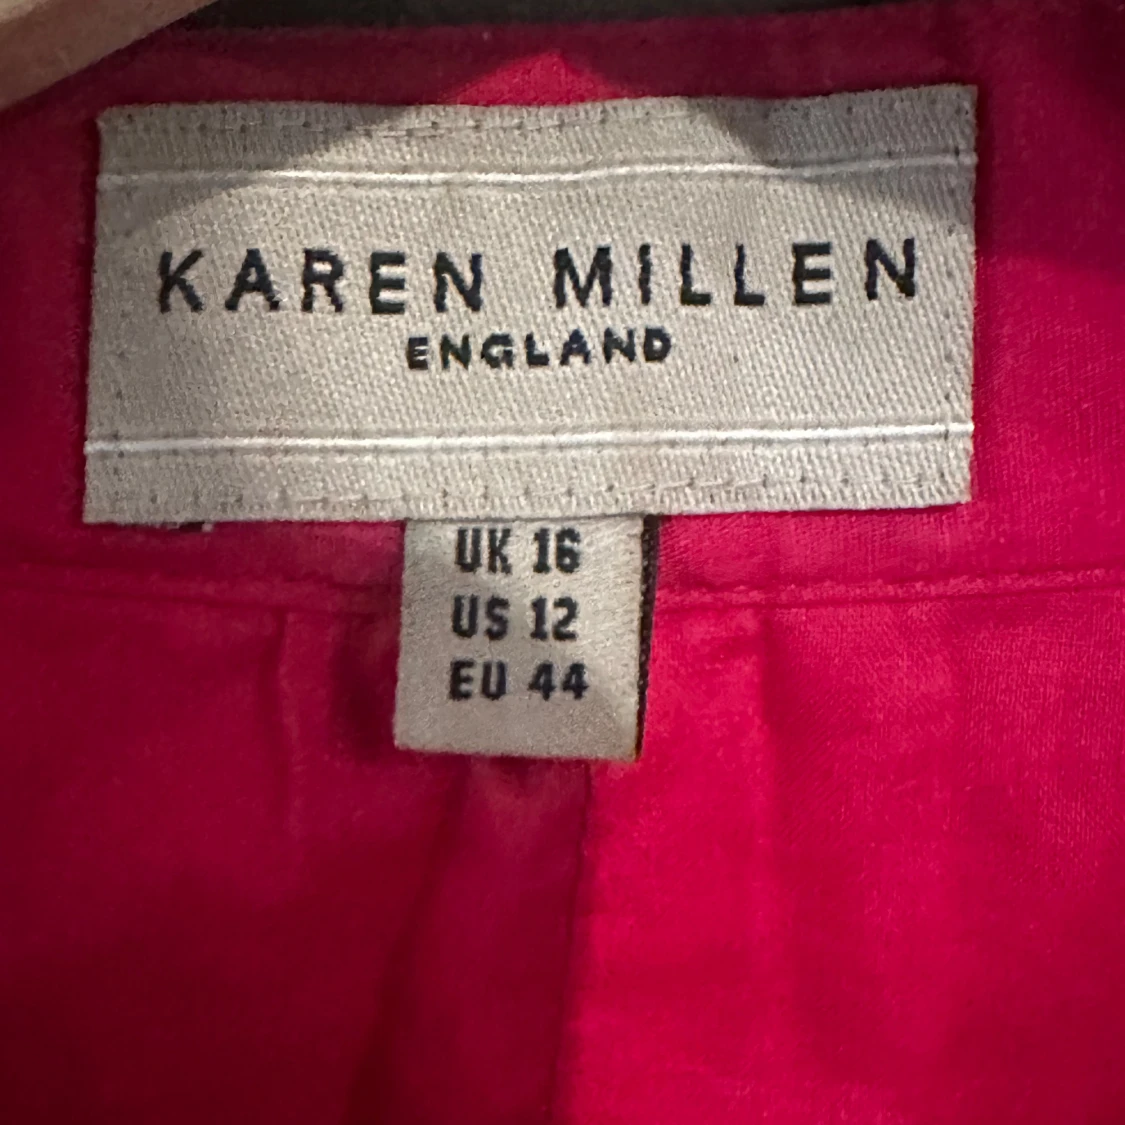 KAREN MILLEN
ENGLAND
UK 16
US 12
EU 44